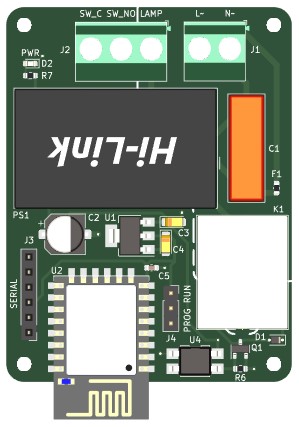 SW_C SW_NO LAMP
L- N-
J2
J1
PWR
D2
R7
Hi-Link
C1
F1
PS1
K1
C2
U1
C3
C4
J3
U2
C5
SERIAL
PROG RUN
J4
U4
D1
Q1
R6